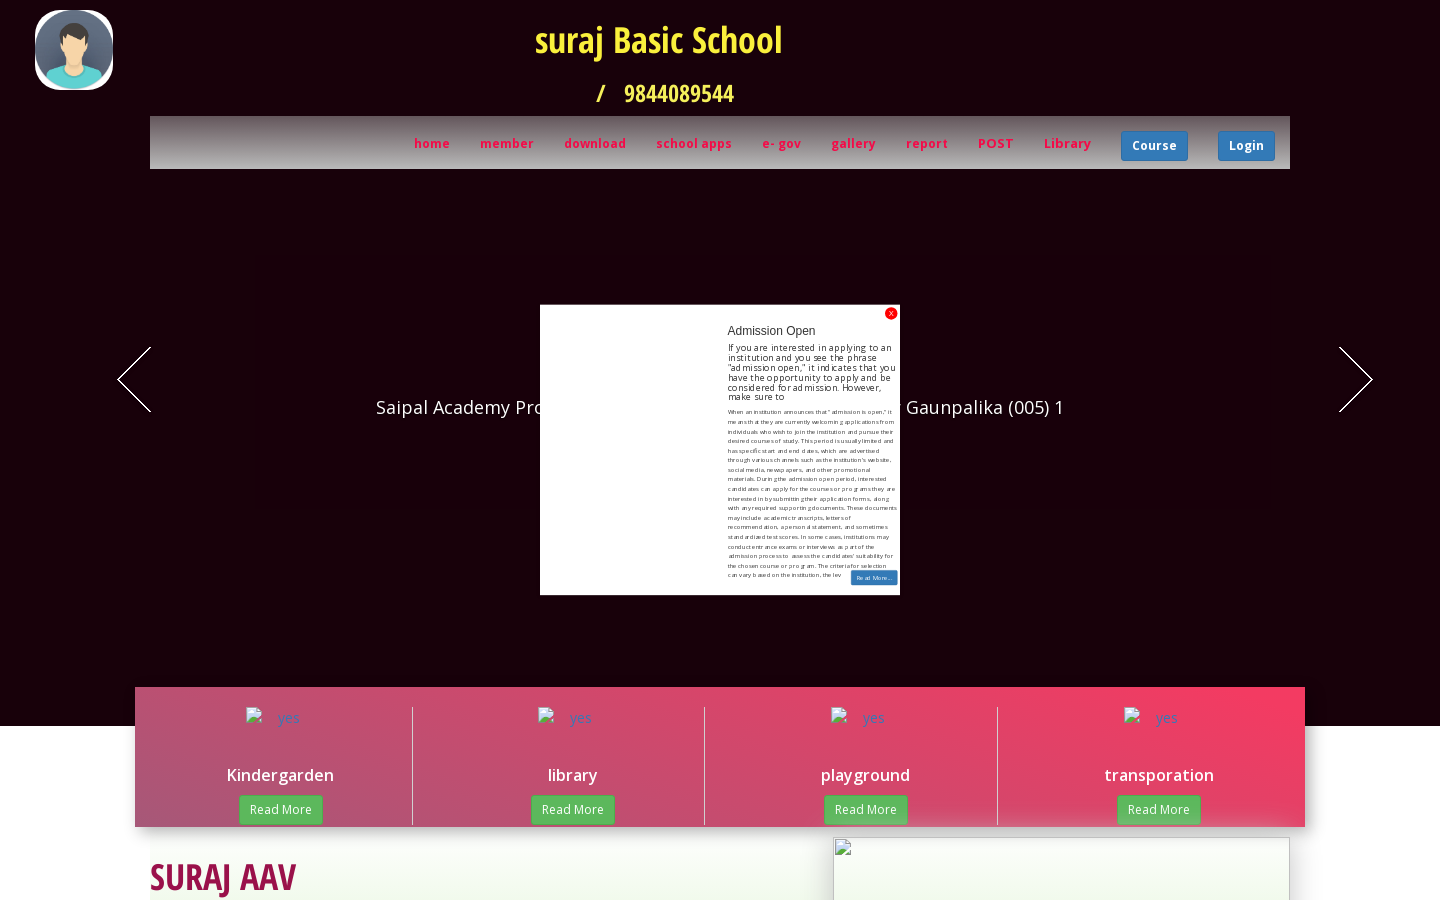 suraj Basic School
/ 9844089544
home member download school apps e- gov gallery report POST Library Course Login
X
Admission Open
If you are interested in applying to an
institution and you see the phrase
"admission open," it indicates that you
have the opportunity to apply and be
considered for admission. However,
make sure to
When an institution announces that "admission is open," it
means that they are currently welcoming applications from
individuals who wish to join the institution and pursue their
desired courses of study. This period is usually limited and
has specific start and end dates, which are advertised
through various channels such as the institution's website,
social media, newspapers, and other promotional
materials. During the admission open period, interested
candidates can apply for the courses or programs they are
interested in by submitting their application forms, along
with any required supporting documents. These documents
may include academic transcripts, letters of
recommendation, a personal statement, and sometimes
standardized test scores. In some cases, institutions may
conduct entrance exams or interviews as part of the
admission process to assess the candidates' suitability for
the chosen course or program. The criteria for selection
can vary based on the institution, the lev
Read More...
Saipal Academy Gaunpalika (005) 1
yes yes yes yes
Kindergarden library playground transporation
Read More Read More Read More Read More
SURAJ AAV